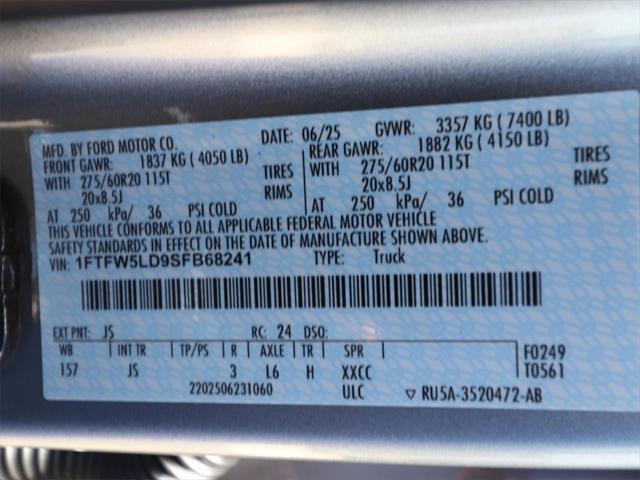 MFD. BY FORD MOTOR CO. DATE: 06/25 GVWR: 3357 KG ( 7400 LB)
FRONT GAWR: 1837 KG ( 4050 LB) REAR GAWR: 1882 KG ( 4150 LB)
WITH 275/60R20 115T TIRES WITH 275/60R20 115T TIRES
20x8.5J RIMS 20x8.5J RIMS
AT 250 kPa/ 36 PSI COLD AT 250 kPa/ 36 PSI COLD
THIS VEHICLE CONFORMS TO ALL APPLICABLE FEDERAL MOTOR VEHICLE
SAFETY STANDARDS IN EFFECT ON THE DATE OF MANUFACTURE SHOWN ABOVE.
VIN: 1FTFW5LD9SFB68241 TYPE: Truck
EXT PNT: JS RC: 24 DSO:
WB INT TR TP/PS R AXLE TR SPR F0249
157 JS 3 L6 H XXCC T0561
2202506231060 ULC ▽ RU5A-3520472-AB